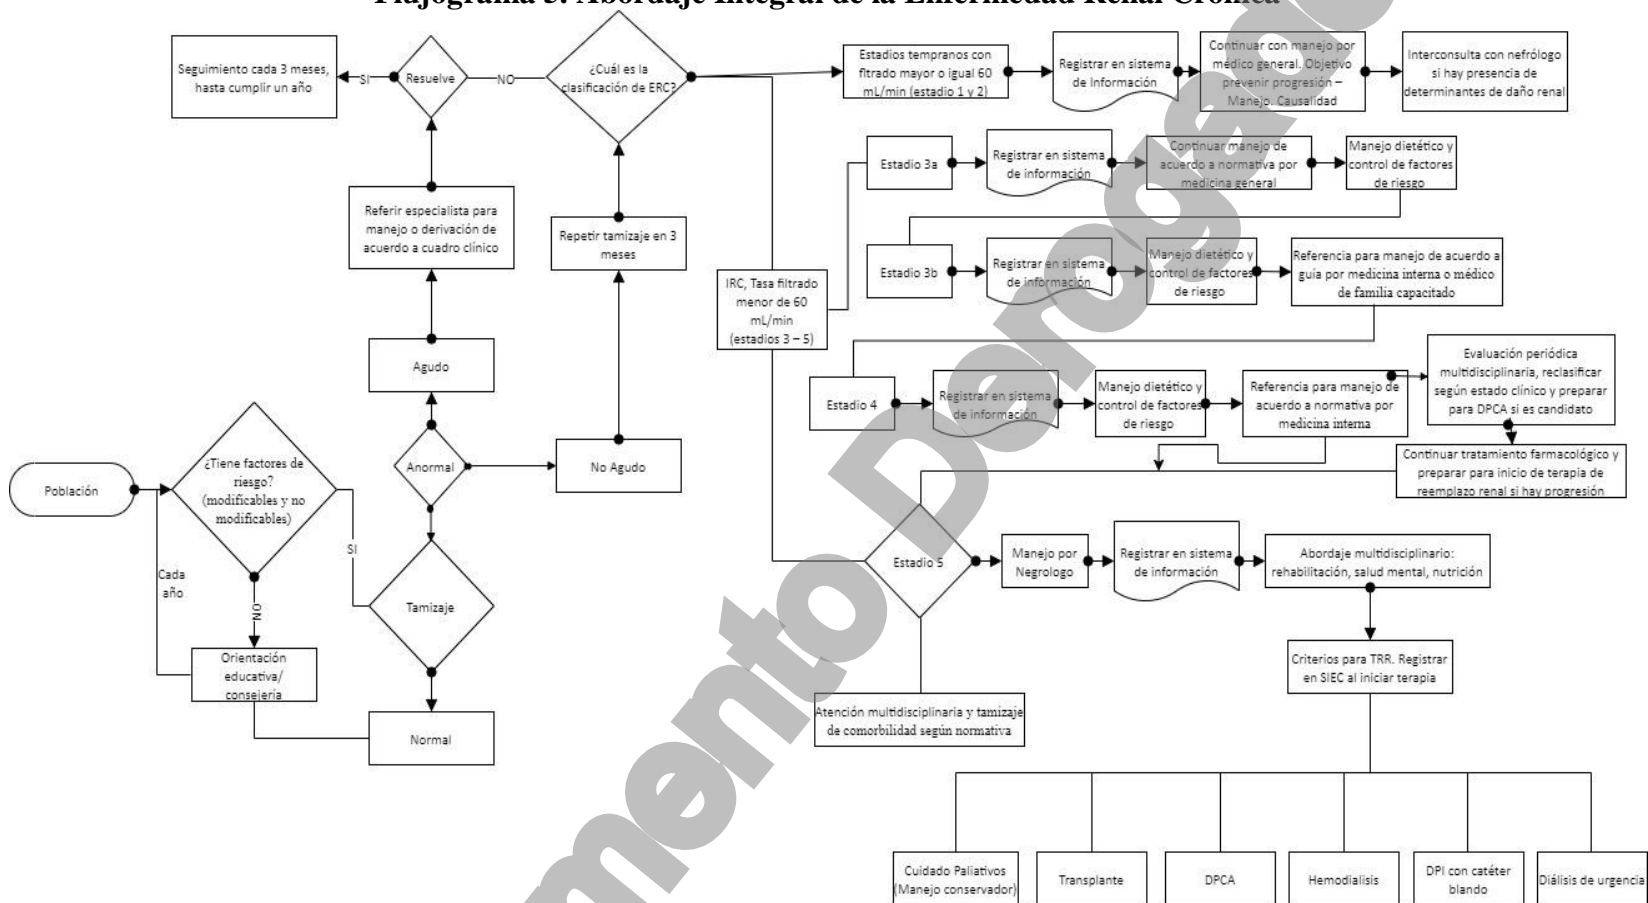 Flujograma 3. Abordaje Integral de la Enfermedad Renal Crónica
Seguimiento cada 3 meses,
hasta cumplir un año
SI
Resuelve
NO
¿Cuál es la
clasificación de ERC?
Estadios tempranos con
fltrado mayor o igual 60
mL/min (estadio 1 y 2)
Registrar en sistema
de Información
Continuar con manejo por
médico general. Objetivo
prevenir progresión –
Manejo. Causalidad
Interconsulta con nefrólogo
si hay presencia de
determinantes de daño renal
Estadio 3a
Registrar en sistema
de información
Continuar manejo de
acuerdo a normativa por
medicina general
Manejo dietético y
control de factores
de riesgo
Referir especialista para
manejo o derivación de
acuerdo a cuadro clínico
Repetir tamizaje en 3
meses
Estadio 3b
Registrar en sistema
de información
Manejo dietético y
control de factores
de riesgo
Referencia para manejo de acuerdo a
guía por medicina interna o médico
de familia capacitado
IRC, Tasa filtrado
menor de 60
mL/min
(estadios 3 – 5)
Agudo
Estadio 4
Registrar en sistema
de información
Manejo dietético y
control de factores
de riesgo
Referencia para manejo de
acuerdo a normativa por
medicina interna
Evaluación periódica
multidisciplinaria, reclasificar
según estado clínico y preparar
para DPCA si es candidato
Continuar tratamiento farmacológico y
preparar para inicio de terapia de
reemplazo renal si hay progresión
Población
¿Tiene factores de
riesgo?
(modificables y no
modificables)
Anormal
No Agudo
SI
Cada
año
NO
Tamizaje
Estadio 5
Manejo por
Negrologo
Registrar en sistema
de información
Abordaje multidisciplinario:
rehabilitación, salud mental, nutrición
Orientación
educativa/
consejería
Criterios para TRR. Registrar
en SIEC al iniciar terapia
Normal
Atención multidisciplinaria y tamizaje
de comorbilidad según normativa
Cuidado Paliativos
(Manejo conservador)
Transplante
DPCA
Hemodialisis
DPI con catéter
blando
Diálisis de urgencia
mento Derogado